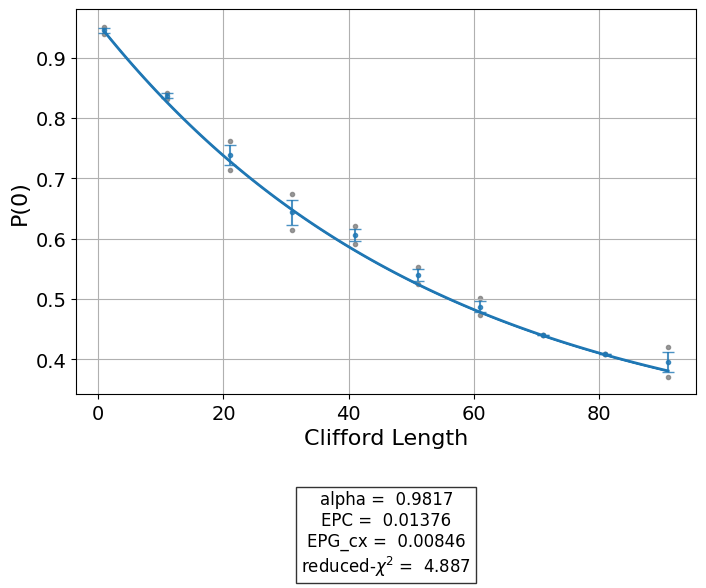 0.9
0.8
0.7
0.6
0.5
0.4
P(0)
0 20 40 60 80
Clifford Length
alpha = 0.9817
EPC = 0.01376
EPG_cx = 0.00846
reduced-χ² = 4.887